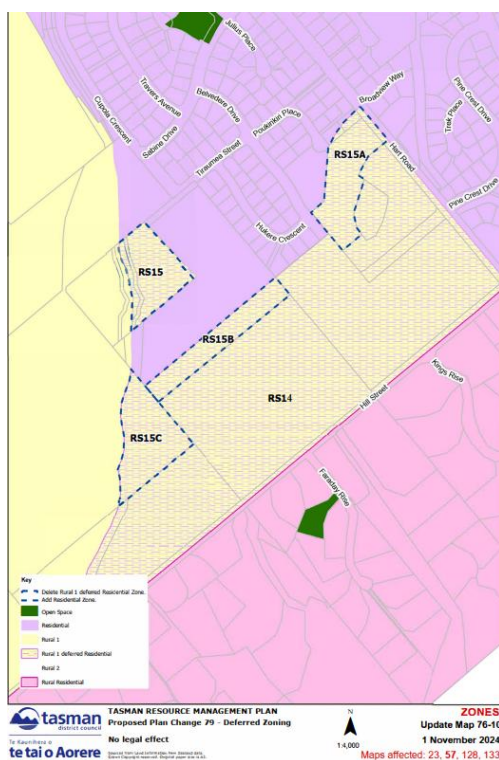 Julius Place
Travers Avenue
Belvedere Drive
Cupola Crescent
Sabine Drive
Poukirikiri Place
Tiraumea Street
Broadview Way
Pine Crest Drive
Trek Place
RS15A
Hart Road
Pine Crest Drive
Hukere Crescent
RS15
RS15B
RS14
Kings Rise
Hill Street
RS15C
Faraday Rise
Key
Delete Rural 1 deferred Residential Zone.
Add Residential Zone.
Open Space
Residential
Rural 1
Rural 1 deferred Residential
Rural 2
Rural Residential
tasman
district council
Te Kaunihera o
te tai o Aorere
TASMAN RESOURCE MANAGEMENT PLAN
Proposed Plan Change 79 - Deferred Zoning
No legal effect
N
1:4,000
ZONES
Update Map 76-10
1 November 2024
Maps affected: 23, 57, 128, 133